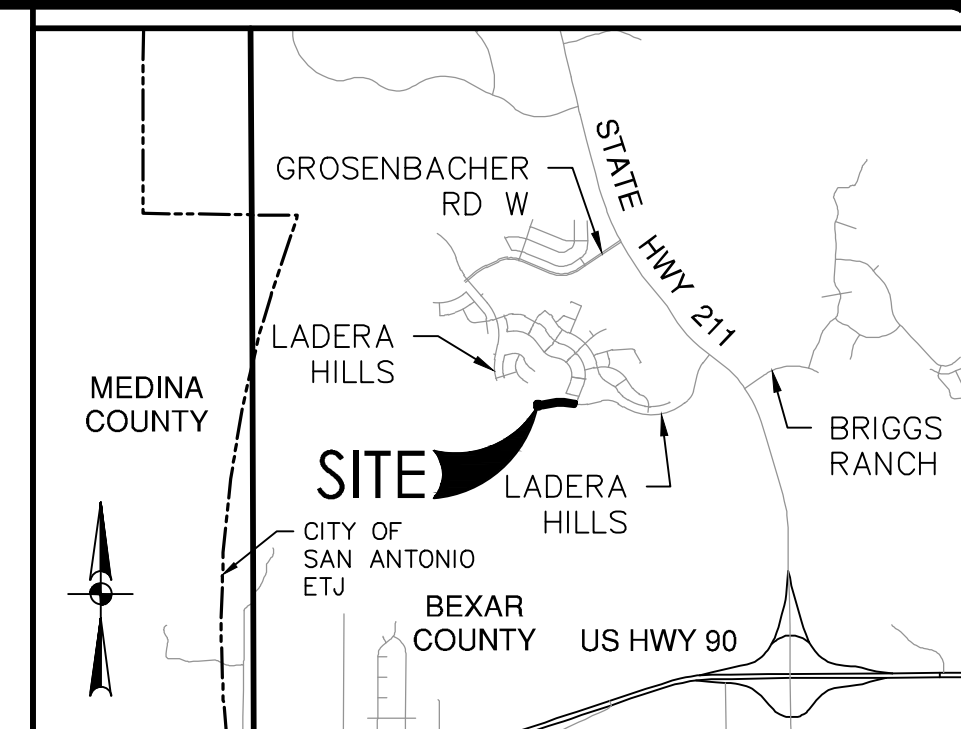 GROSENBACHER
RD W
STATE HWY 211
LADERA
HILLS
MEDINA
COUNTY
BRIGGS
RANCH
SITE
LADERA
HILLS
CITY OF
SAN ANTONIO
ETJ
BEXAR
COUNTY
US HWY 90